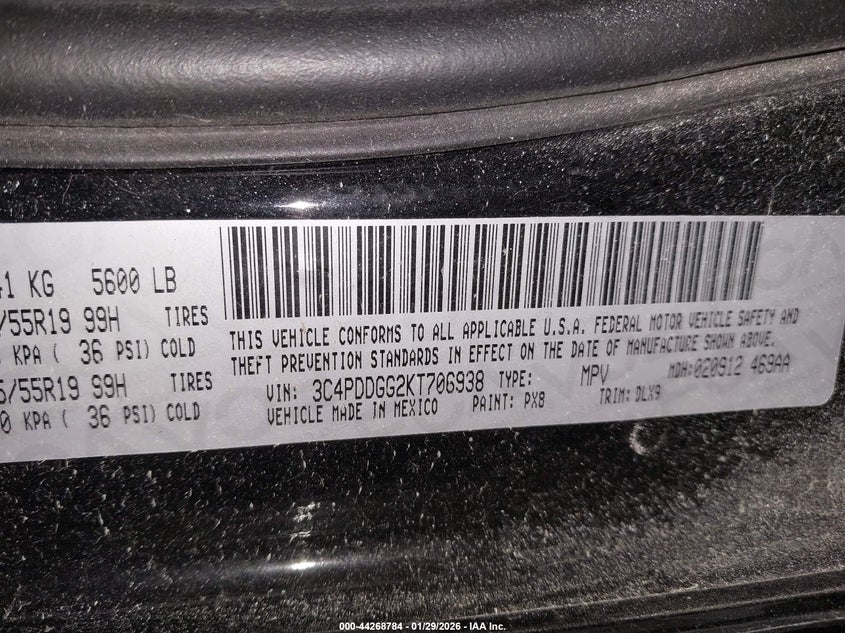 41 KG 5600 LB
/55R19 99H TIRES
KPA ( 36 PSI) COLD
5/55R19 99H TIRES
0 KPA ( 36 PSI) COLD
THIS VEHICLE CONFORMS TO ALL APPLICABLE U.S.A. FEDERAL MOTOR VEHICLE SAFETY AND
THEFT PREVENTION STANDARDS IN EFFECT ON THE DATE OF MANUFACTURE SHOWN ABOVE.
VIN: 3C4PDDGG2KT706938 TYPE: MPV MDH:020912 469AA
VEHICLE MADE IN MEXICO PAINT: PX8 TRIM: DLX9
000-44268784 - 01/29/2026 - IAA Inc.